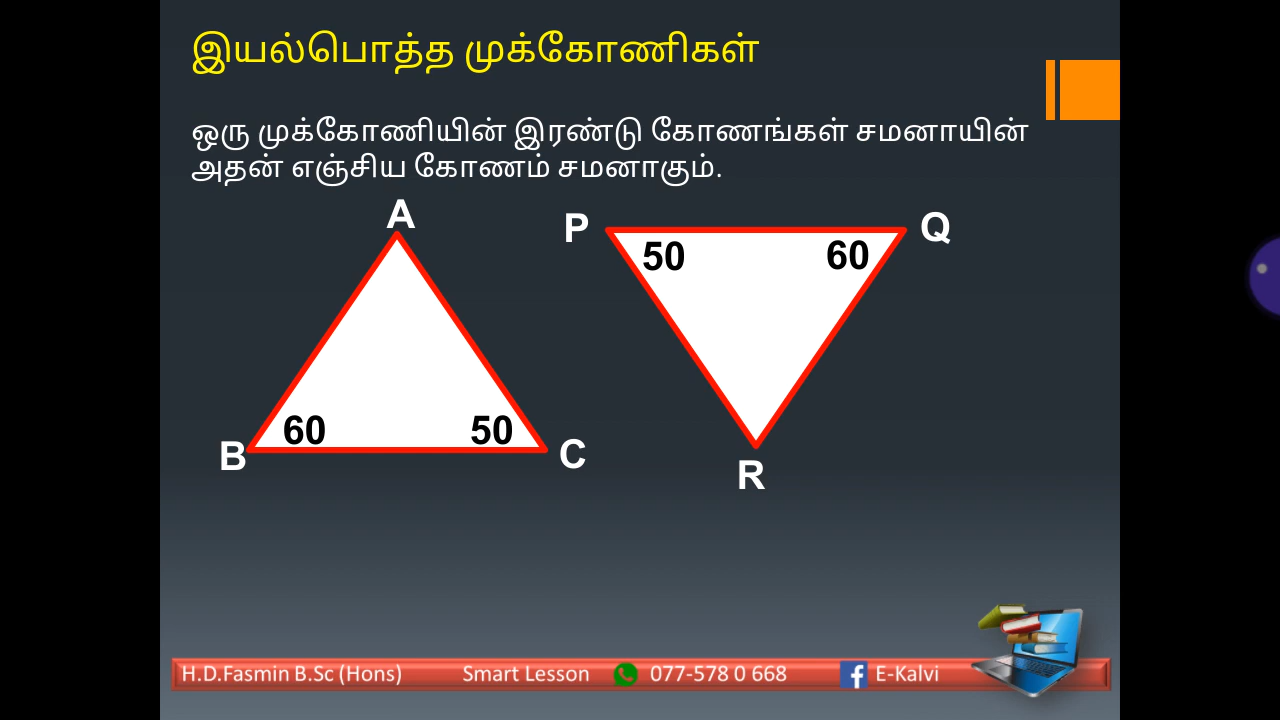 இயல்பொத்த முக்கோணிகள்
ஒரு முக்கோணியின் இரண்டு கோணங்கள் சமனாயின்
அதன் எஞ்சிய கோணம் சமனாகும்.
A
P
Q
50
60
60
50
B
C
R
H.D.Fasmin B.Sc (Hons) Smart Lesson 077-578 0 668 E-Kalvi